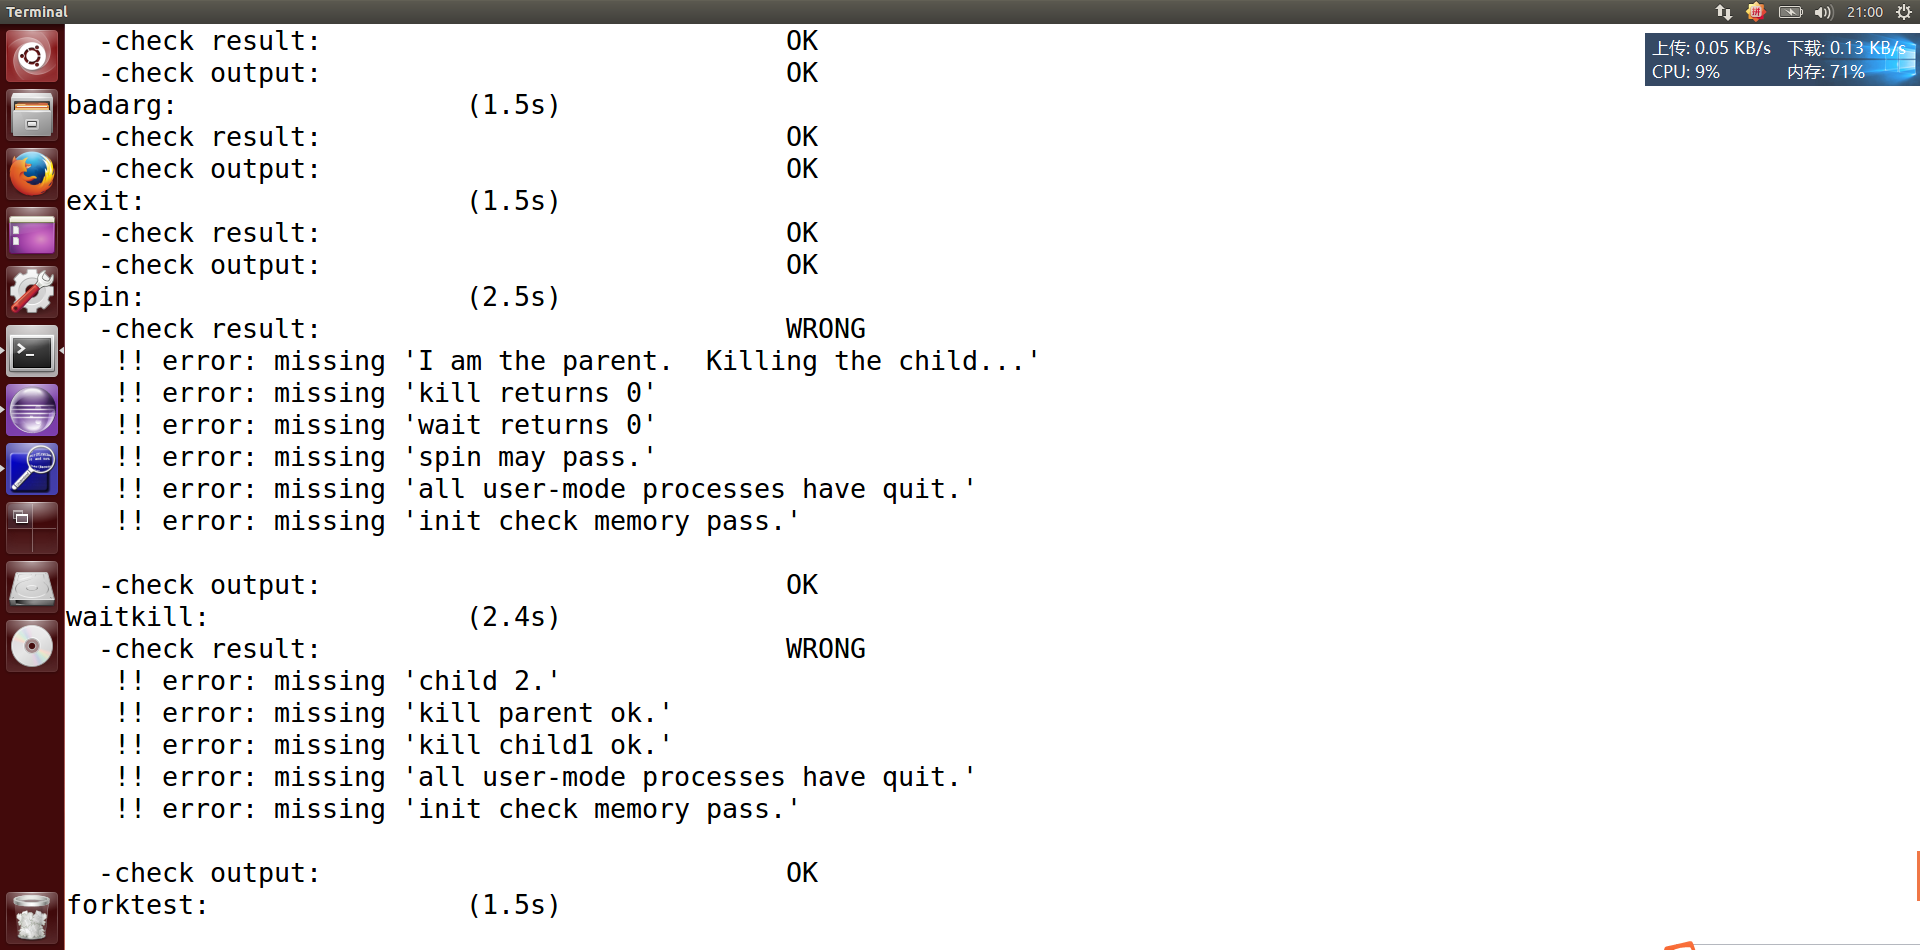 Terminal
21:00
上传: 0.05 KB/s 下载: 0.13 KB/s
CPU: 9% 内存: 71%
-check result: OK
-check output: OK
badarg: (1.5s)
-check result: OK
-check output: OK
exit: (1.5s)
-check result: OK
-check output: OK
spin: (2.5s)
-check result: WRONG
!! error: missing 'I am the parent.  Killing the child...'
!! error: missing 'kill returns 0'
!! error: missing 'wait returns 0'
!! error: missing 'spin may pass.'
!! error: missing 'all user-mode processes have quit.'
!! error: missing 'init check memory pass.'
-check output: OK
waitkill: (2.4s)
-check result: WRONG
!! error: missing 'child 2.'
!! error: missing 'kill parent ok.'
!! error: missing 'kill child1 ok.'
!! error: missing 'all user-mode processes have quit.'
!! error: missing 'init check memory pass.'
-check output: OK
forktest: (1.5s)